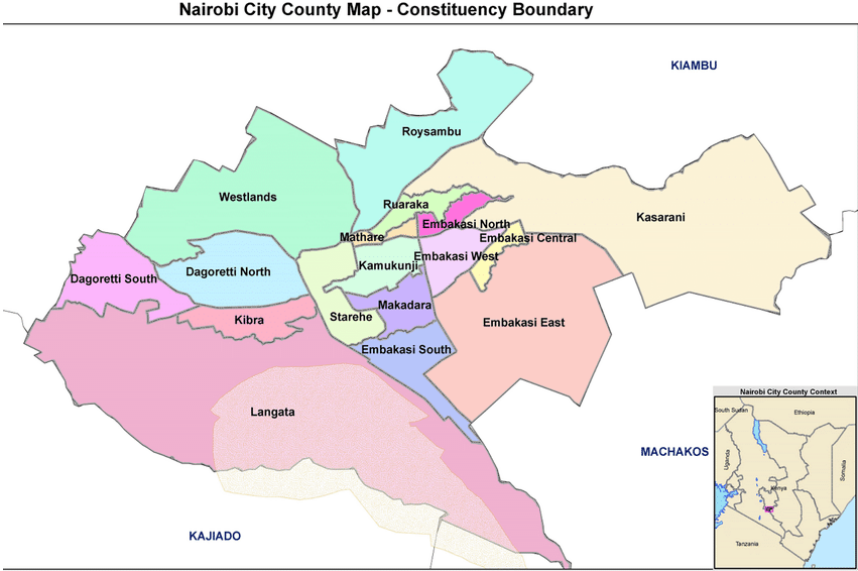 Nairobi City County Map - Constituency Boundary
KIAMBU
Roysambu
Westlands
Ruaraka
Kasarani
Embakasi North
Mathare
Embakasi Central
Embakasi West
Kamukunji
Dagoretti North
Dagoretti South
Makadara
Starehe
Kibra
Embakasi South
Embakasi East
Langata
MACHAKOS
KAJIADO
Nairobi City County Context
South Sudan
Ethiopia
Uganda
Somalia
Kenya
Tanzania